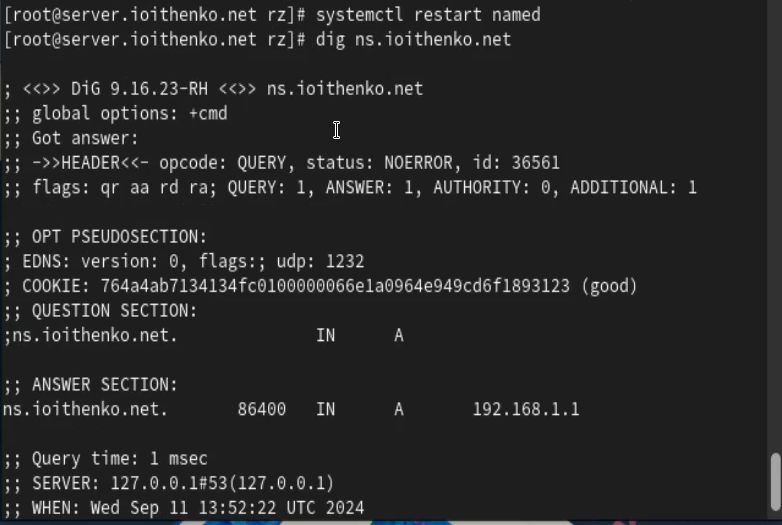 [root@server.ioithenko.net rz]# systemctl restart named
[root@server.ioithenko.net rz]# dig ns.ioithenko.net
; <<>> DiG 9.16.23-RH <<>> ns.ioithenko.net
;; global options: +cmd
;; Got answer:
;; ->>HEADER<<- opcode: QUERY, status: NOERROR, id: 36561
;; flags: qr aa rd ra; QUERY: 1, ANSWER: 1, AUTHORITY: 0, ADDITIONAL: 1
;; OPT PSEUDOSECTION:
; EDNS: version: 0, flags:; udp: 1232
; COOKIE: 764a4ab7134134fc0100000066e1a0964e949cd6f1893123 (good)
;; QUESTION SECTION:
;ns.ioithenko.net. IN A
;; ANSWER SECTION:
ns.ioithenko.net. 86400 IN A 192.168.1.1
;; Query time: 1 msec
;; SERVER: 127.0.0.1#53(127.0.0.1)
;; WHEN: Wed Sep 11 13:52:22 UTC 2024